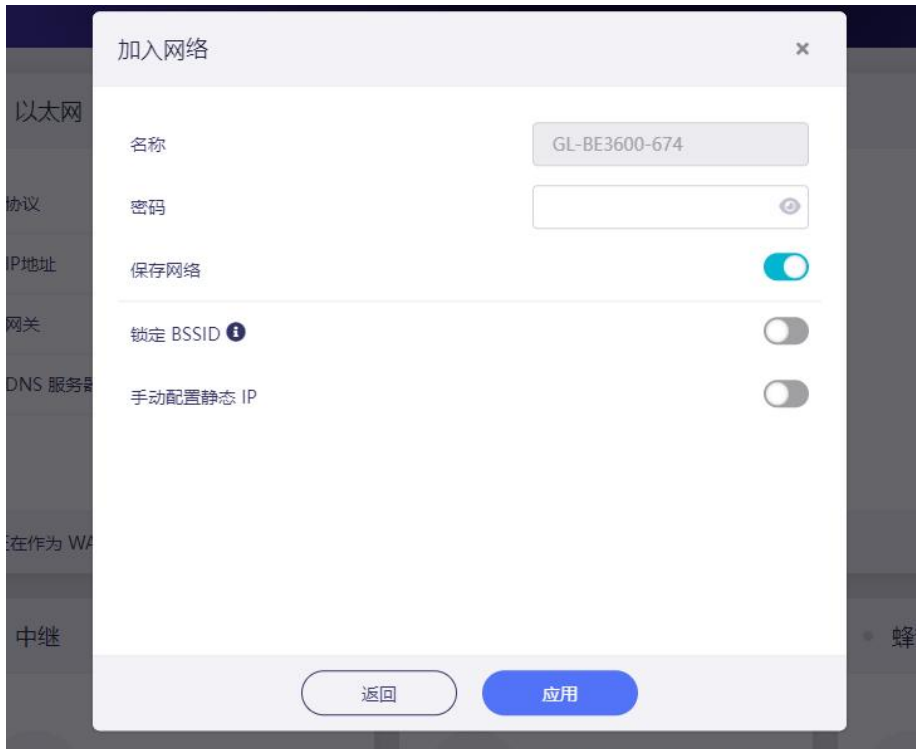 加入网络
×
以太网
名称
GL-BE3600-674
协议
密码
IP地址
保存网络
网关
锁定 BSSID
DNS 服务器
手动配置静态 IP
在作为 WA
中继
蜂
返回
应用